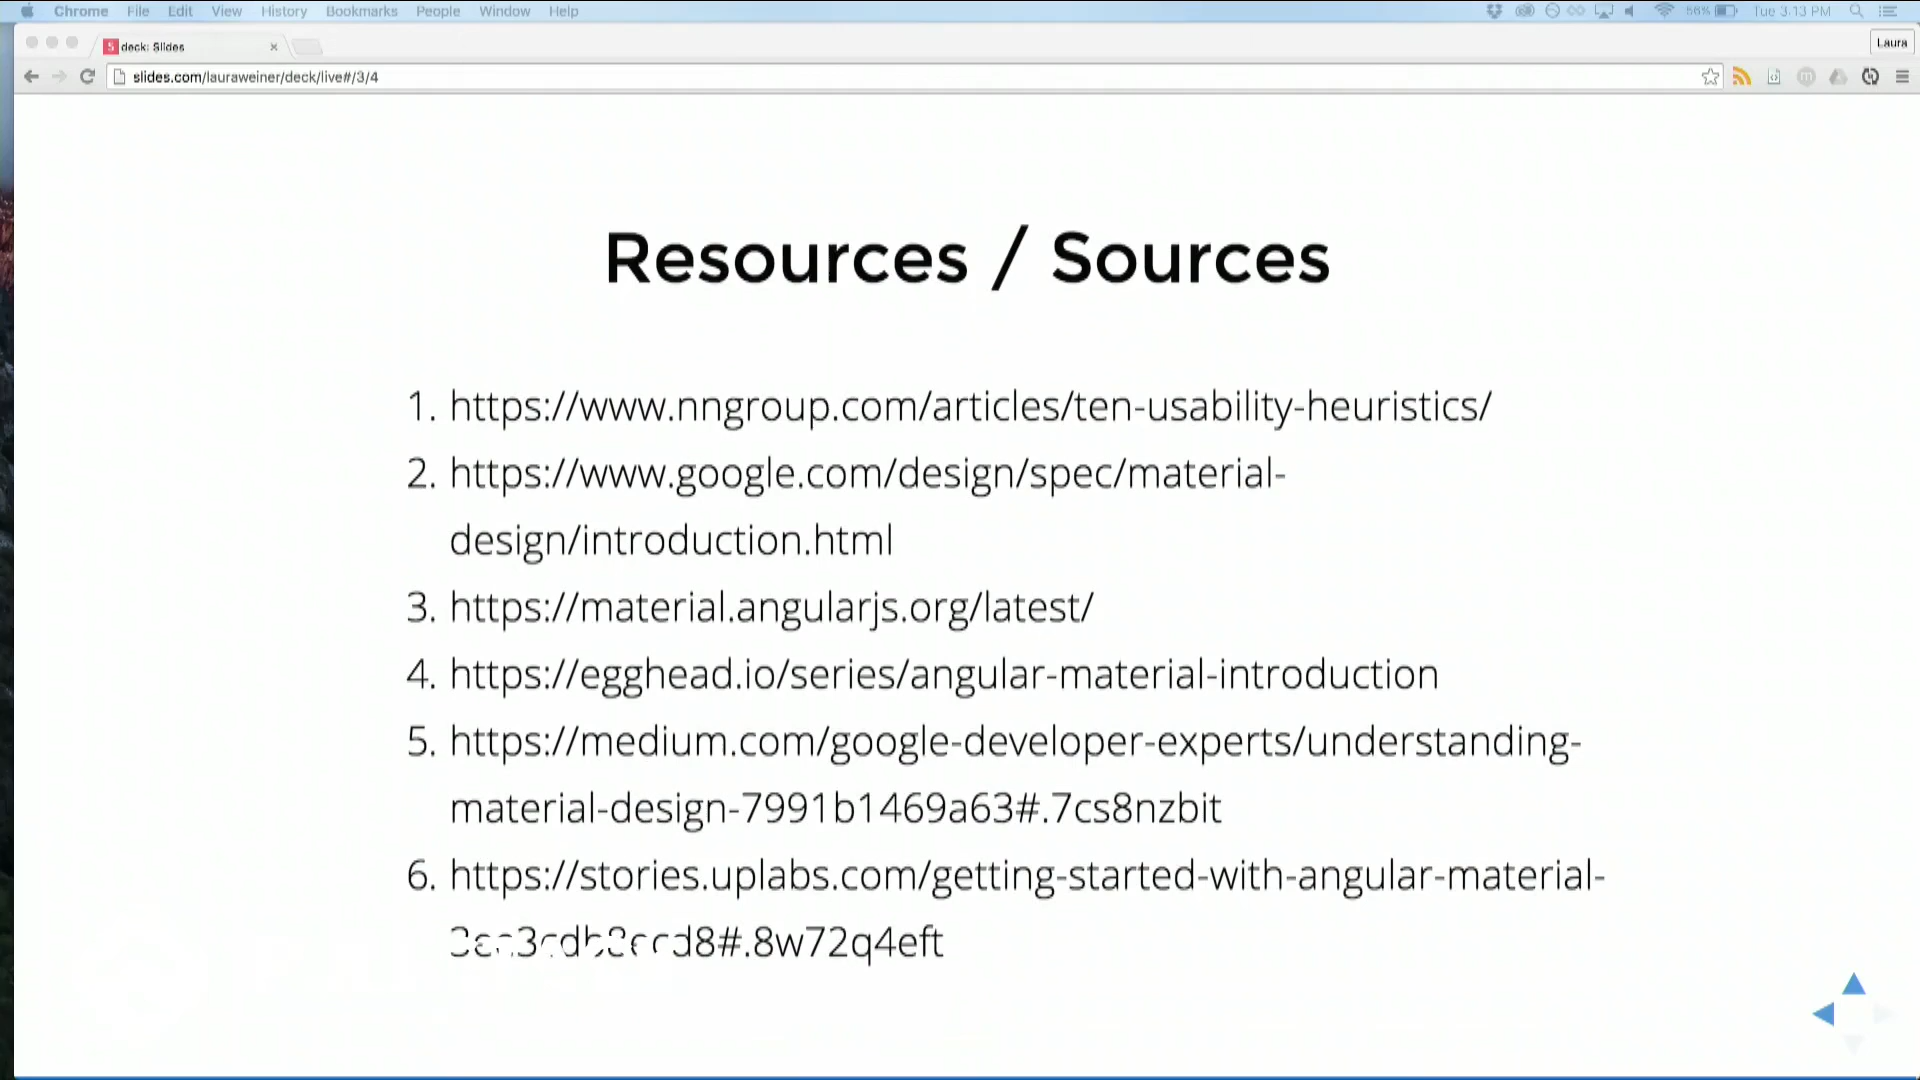 Chrome File Edit View History Bookmarks People Window Help 56% Tue 3:13 PM
deck: Slides Laura
slides.com/lauraweiner/deck/live#/3/4
Resources / Sources
1. https://www.nngroup.com/articles/ten-usability-heuristics/
2. https://www.google.com/design/spec/material-
design/introduction.html
3. https://material.angularjs.org/latest/
4. https://egghead.io/series/angular-material-introduction
5. https://medium.com/google-developer-experts/understanding-
material-design-7991b1469a63#.7cs8nzbit
6. https://stories.uplabs.com/getting-started-with-angular-material-